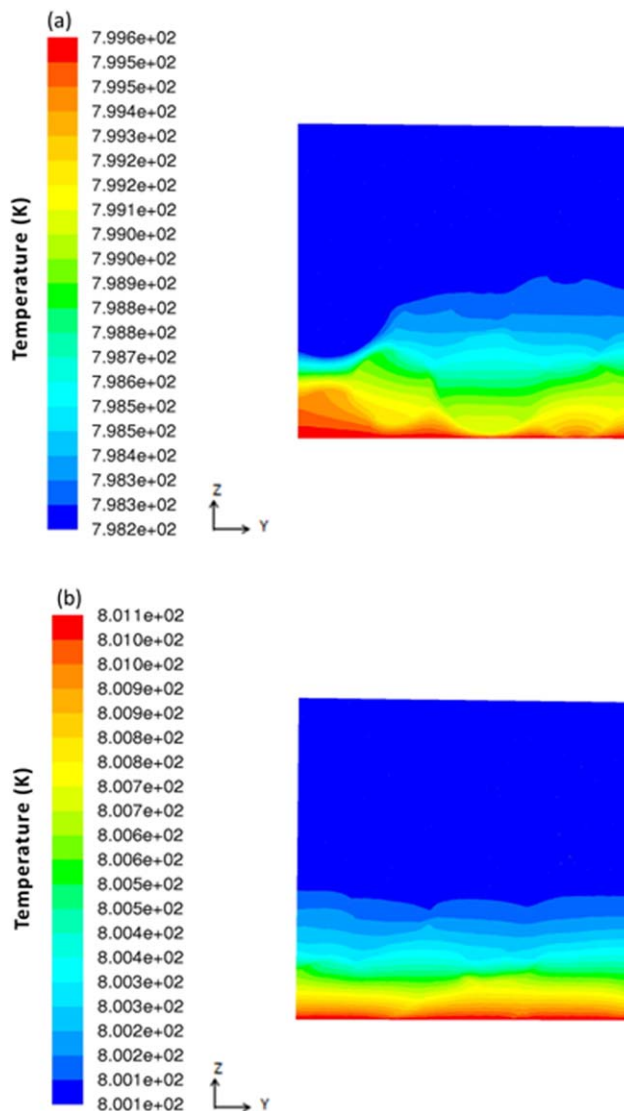 (a)
7.996e+02
7.995e+02
7.995e+02
7.994e+02
7.993e+02
7.992e+02
7.992e+02
7.991e+02
7.990e+02
7.990e+02
7.989e+02
7.988e+02
7.988e+02
7.987e+02
7.986e+02
7.985e+02
7.985e+02
7.984e+02
7.983e+02
7.983e+02
7.982e+02
Temperature (K)
Z
Y
(b)
8.011e+02
8.010e+02
8.010e+02
8.009e+02
8.009e+02
8.008e+02
8.008e+02
8.007e+02
8.007e+02
8.006e+02
8.006e+02
8.005e+02
8.005e+02
8.004e+02
8.004e+02
8.003e+02
8.003e+02
8.002e+02
8.002e+02
8.001e+02
8.001e+02
Temperature (K)
Z
Y